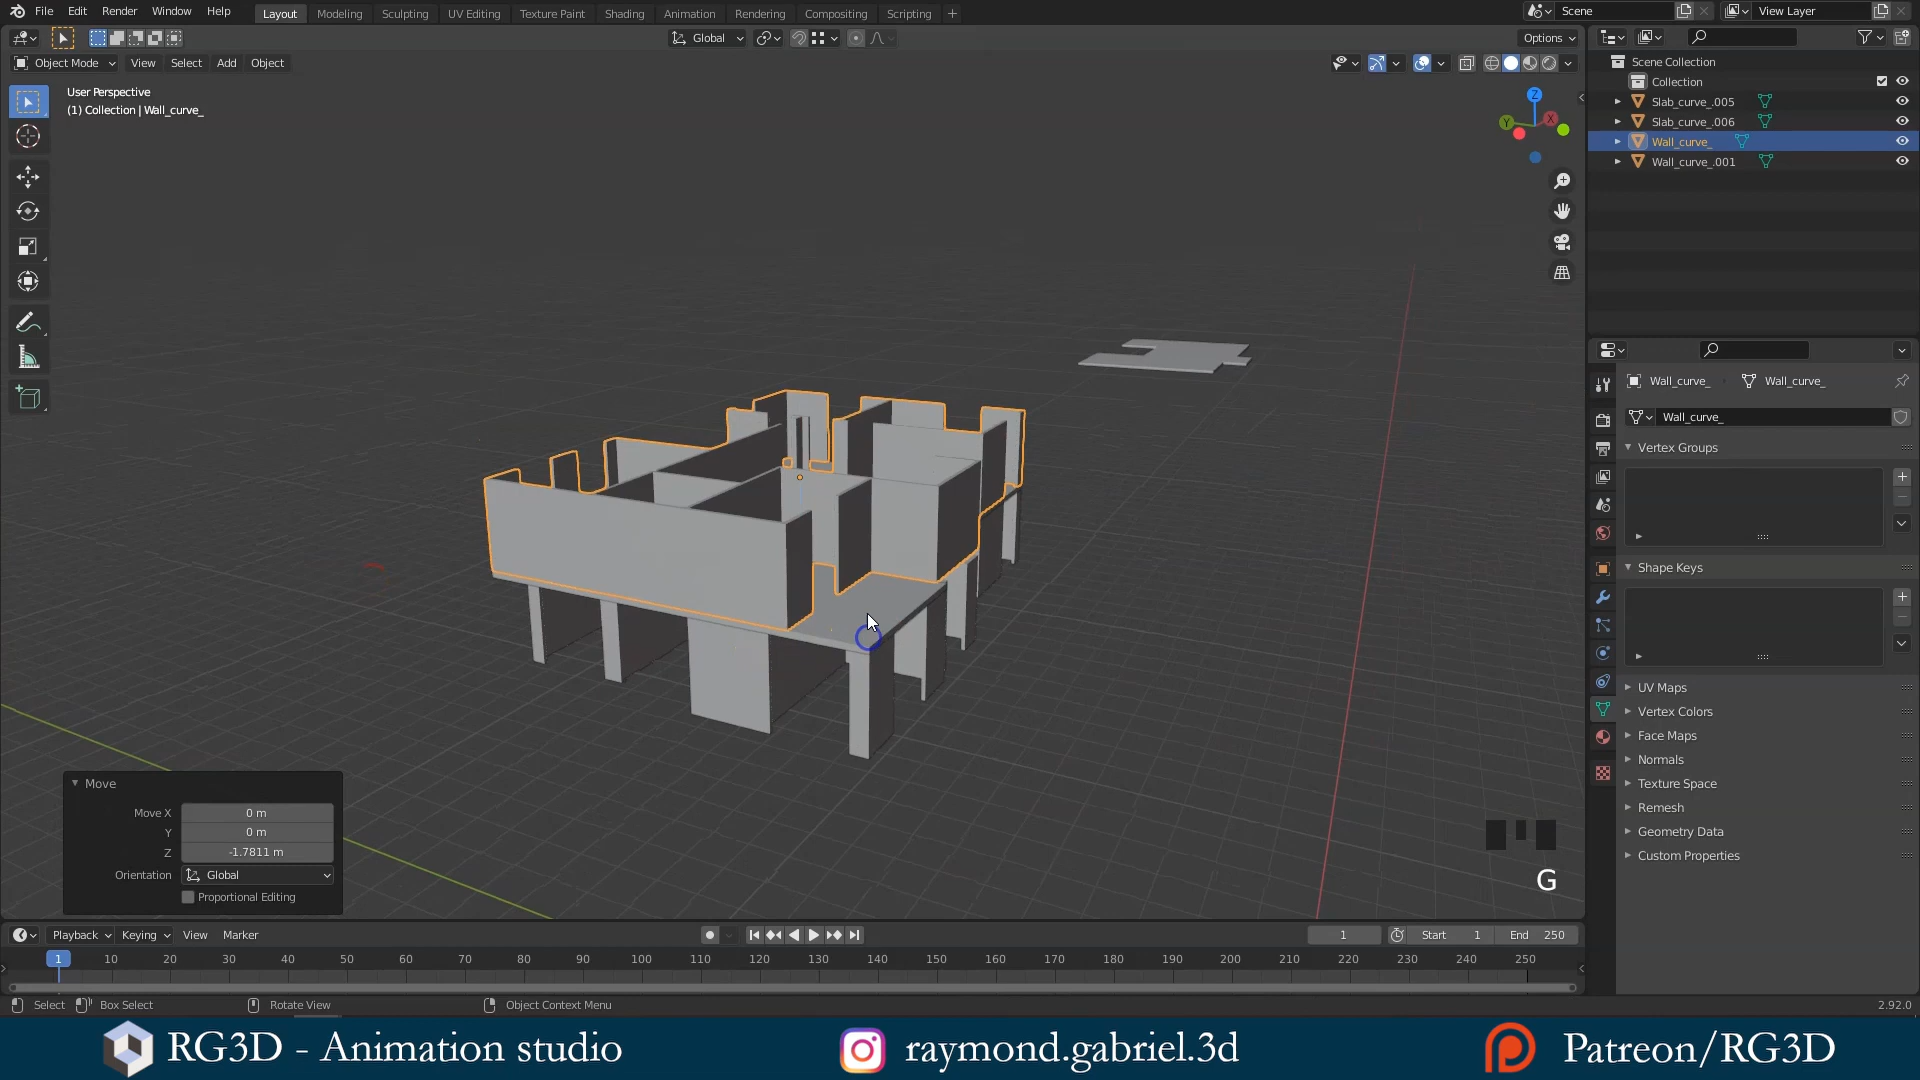 File Edit Render Window Help Layout Modeling Sculpting UV Editing Texture Paint Shading Animation Rendering Compositing Scripting + Scene View Layer
Global Options
Object Mode View Select Add Object
User Perspective
(1) Collection | Wall_curve_
Z
Y
X
Scene Collection
Collection
Slab_curve_.005
Slab_curve_.006
Wall_curve_
Wall_curve_.001
Wall_curve_ Wall_curve_
Wall_curve_
Vertex Groups
Shape Keys
UV Maps
Vertex Colors
Face Maps
Normals
Texture Space
Remesh
Geometry Data
Custom Properties
Move
Move X 0 m
Y 0 m
Z -1.7811 m
Orientation Global
Proportional Editing
G
Playback Keying View Marker 1 Start 1 End 250
1 10 20 30 40 50 60 70 80 90 100 110 120 130 140 150 160 170 180 190 200 210 220 230 240 250
Select Box Select Rotate View Object Context Menu 2.92.0
RG3D - Animation studio raymond.gabriel.3d Patreon/RG3D